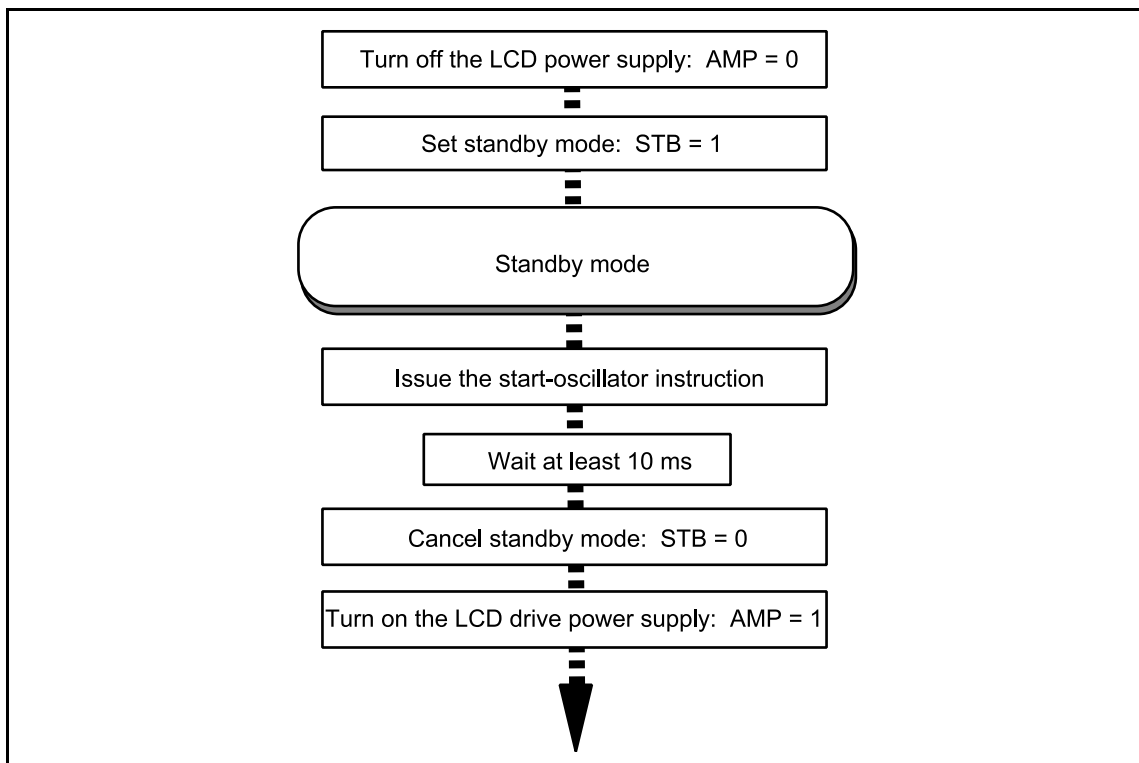 Turn off the LCD power supply: AMP = 0
Set standby mode: STB = 1
Standby mode
Issue the start-oscillator instruction
Wait at least 10 ms
Cancel standby mode: STB = 0
Turn on the LCD drive power supply: AMP = 1